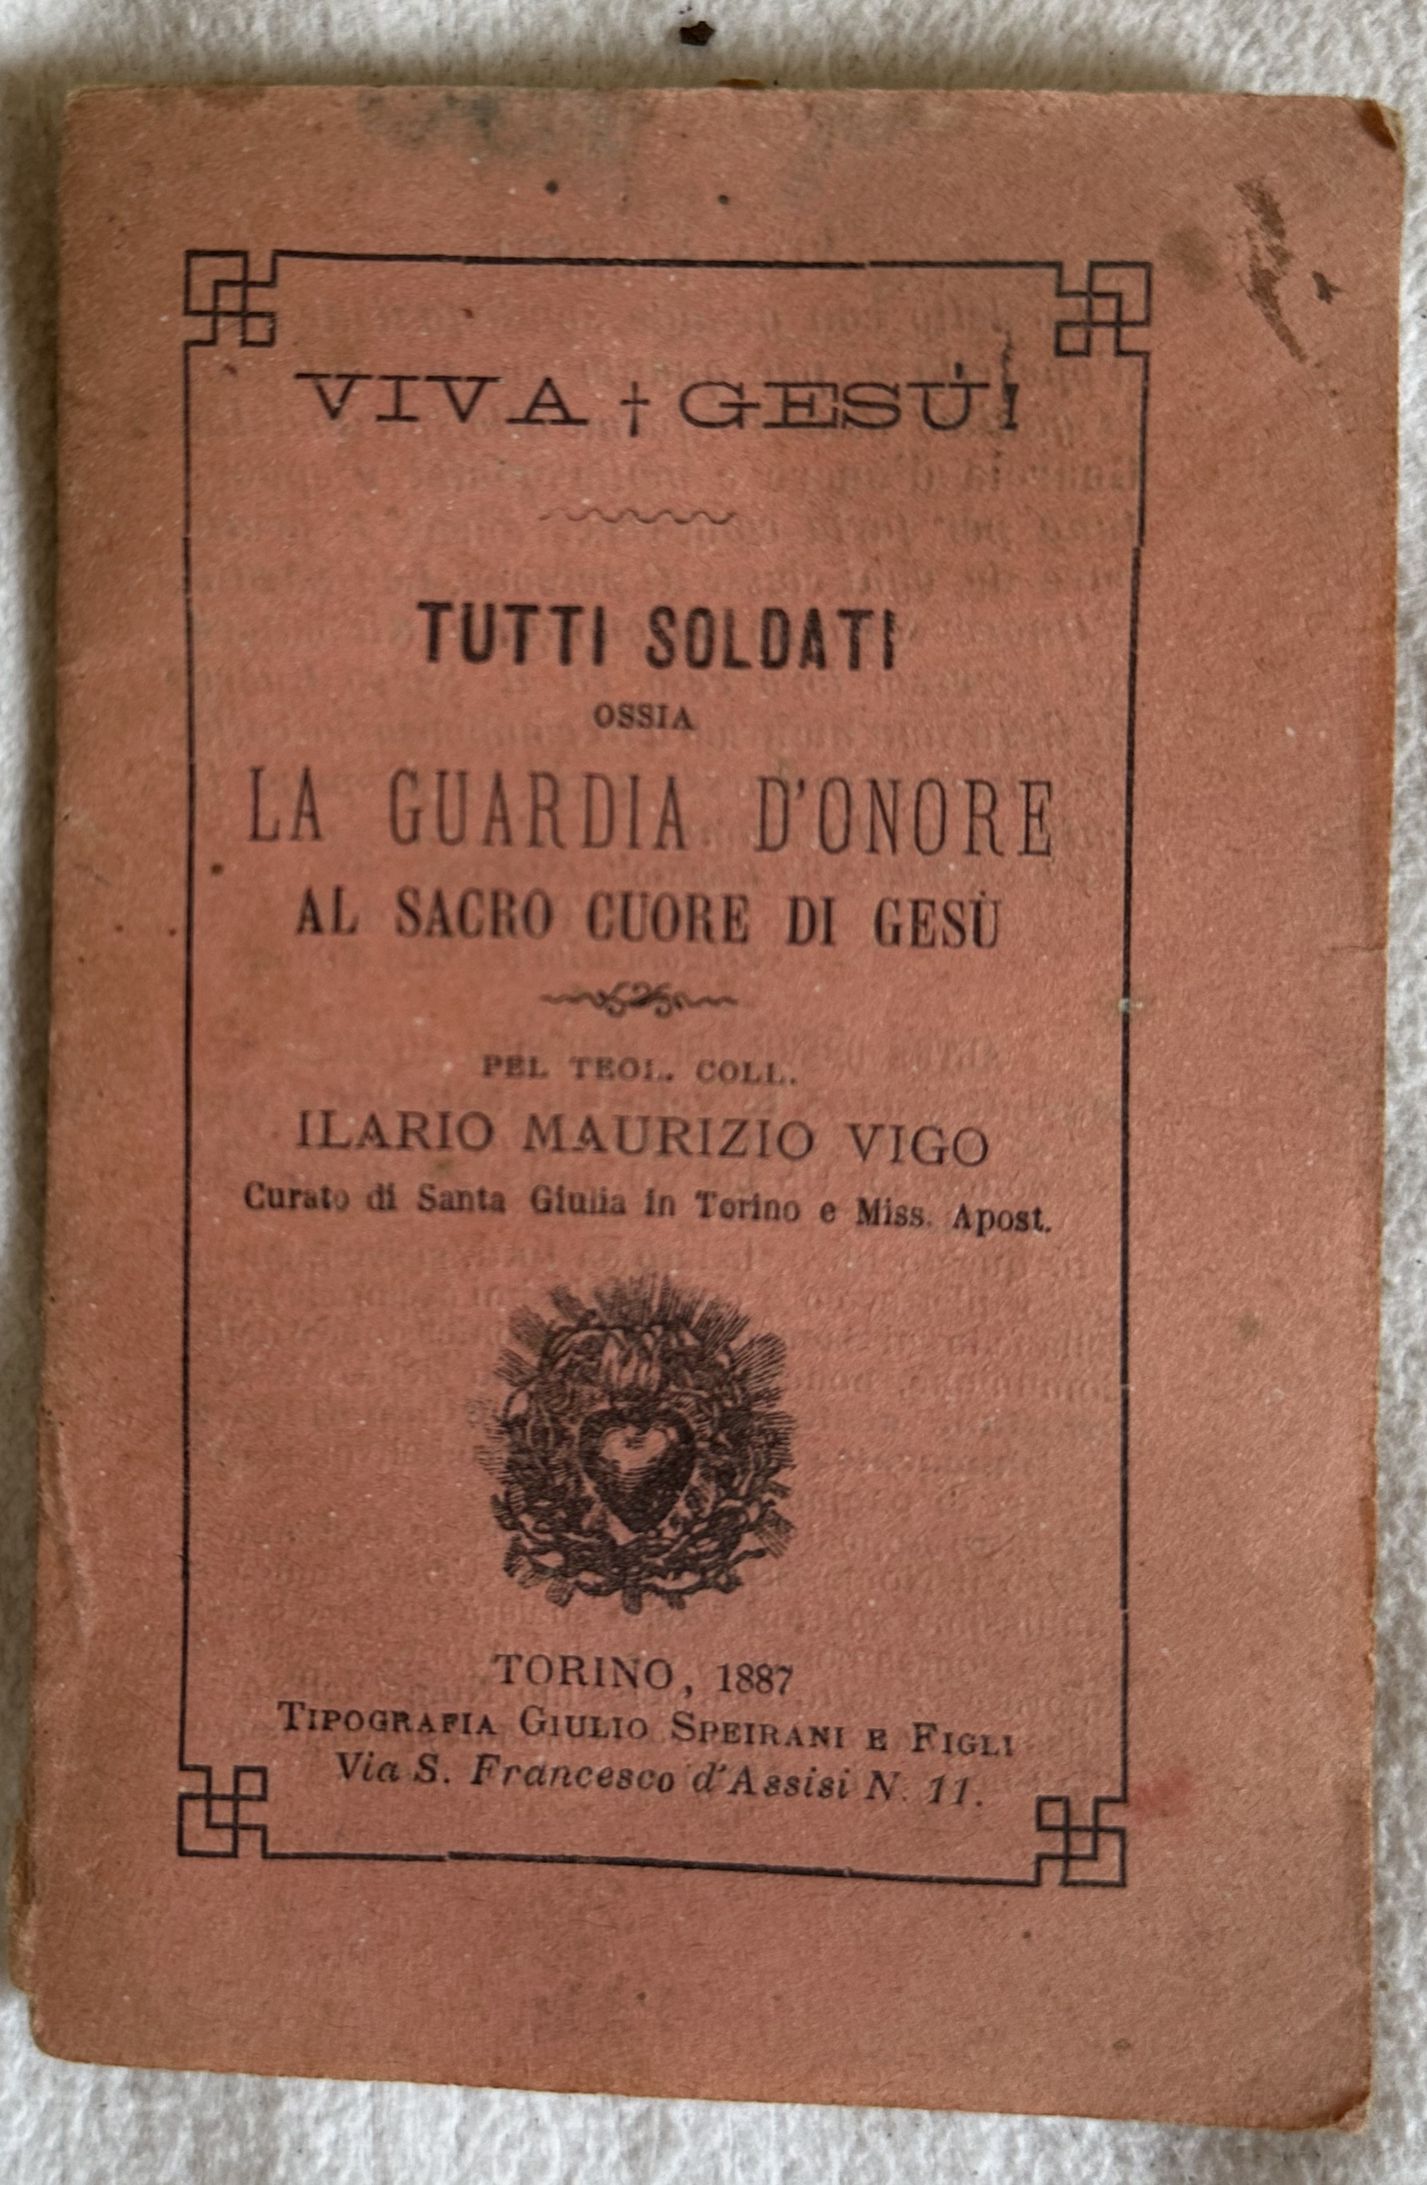 VIVA † GESÙ!
TUTTI SOLDATI
OSSIA
LA GUARDIA D'ONORE
AL SACRO CUORE DI GESÙ
PEL TEOL. COLL.
ILARIO MAURIZIO VIGO
Curato di Santa Giulia in Torino e Miss. Apost.
TORINO, 1887
TIPOGRAFIA GIULIO SPEIRANI E FIGLI
Via S. Francesco d'Assisi N. 11.